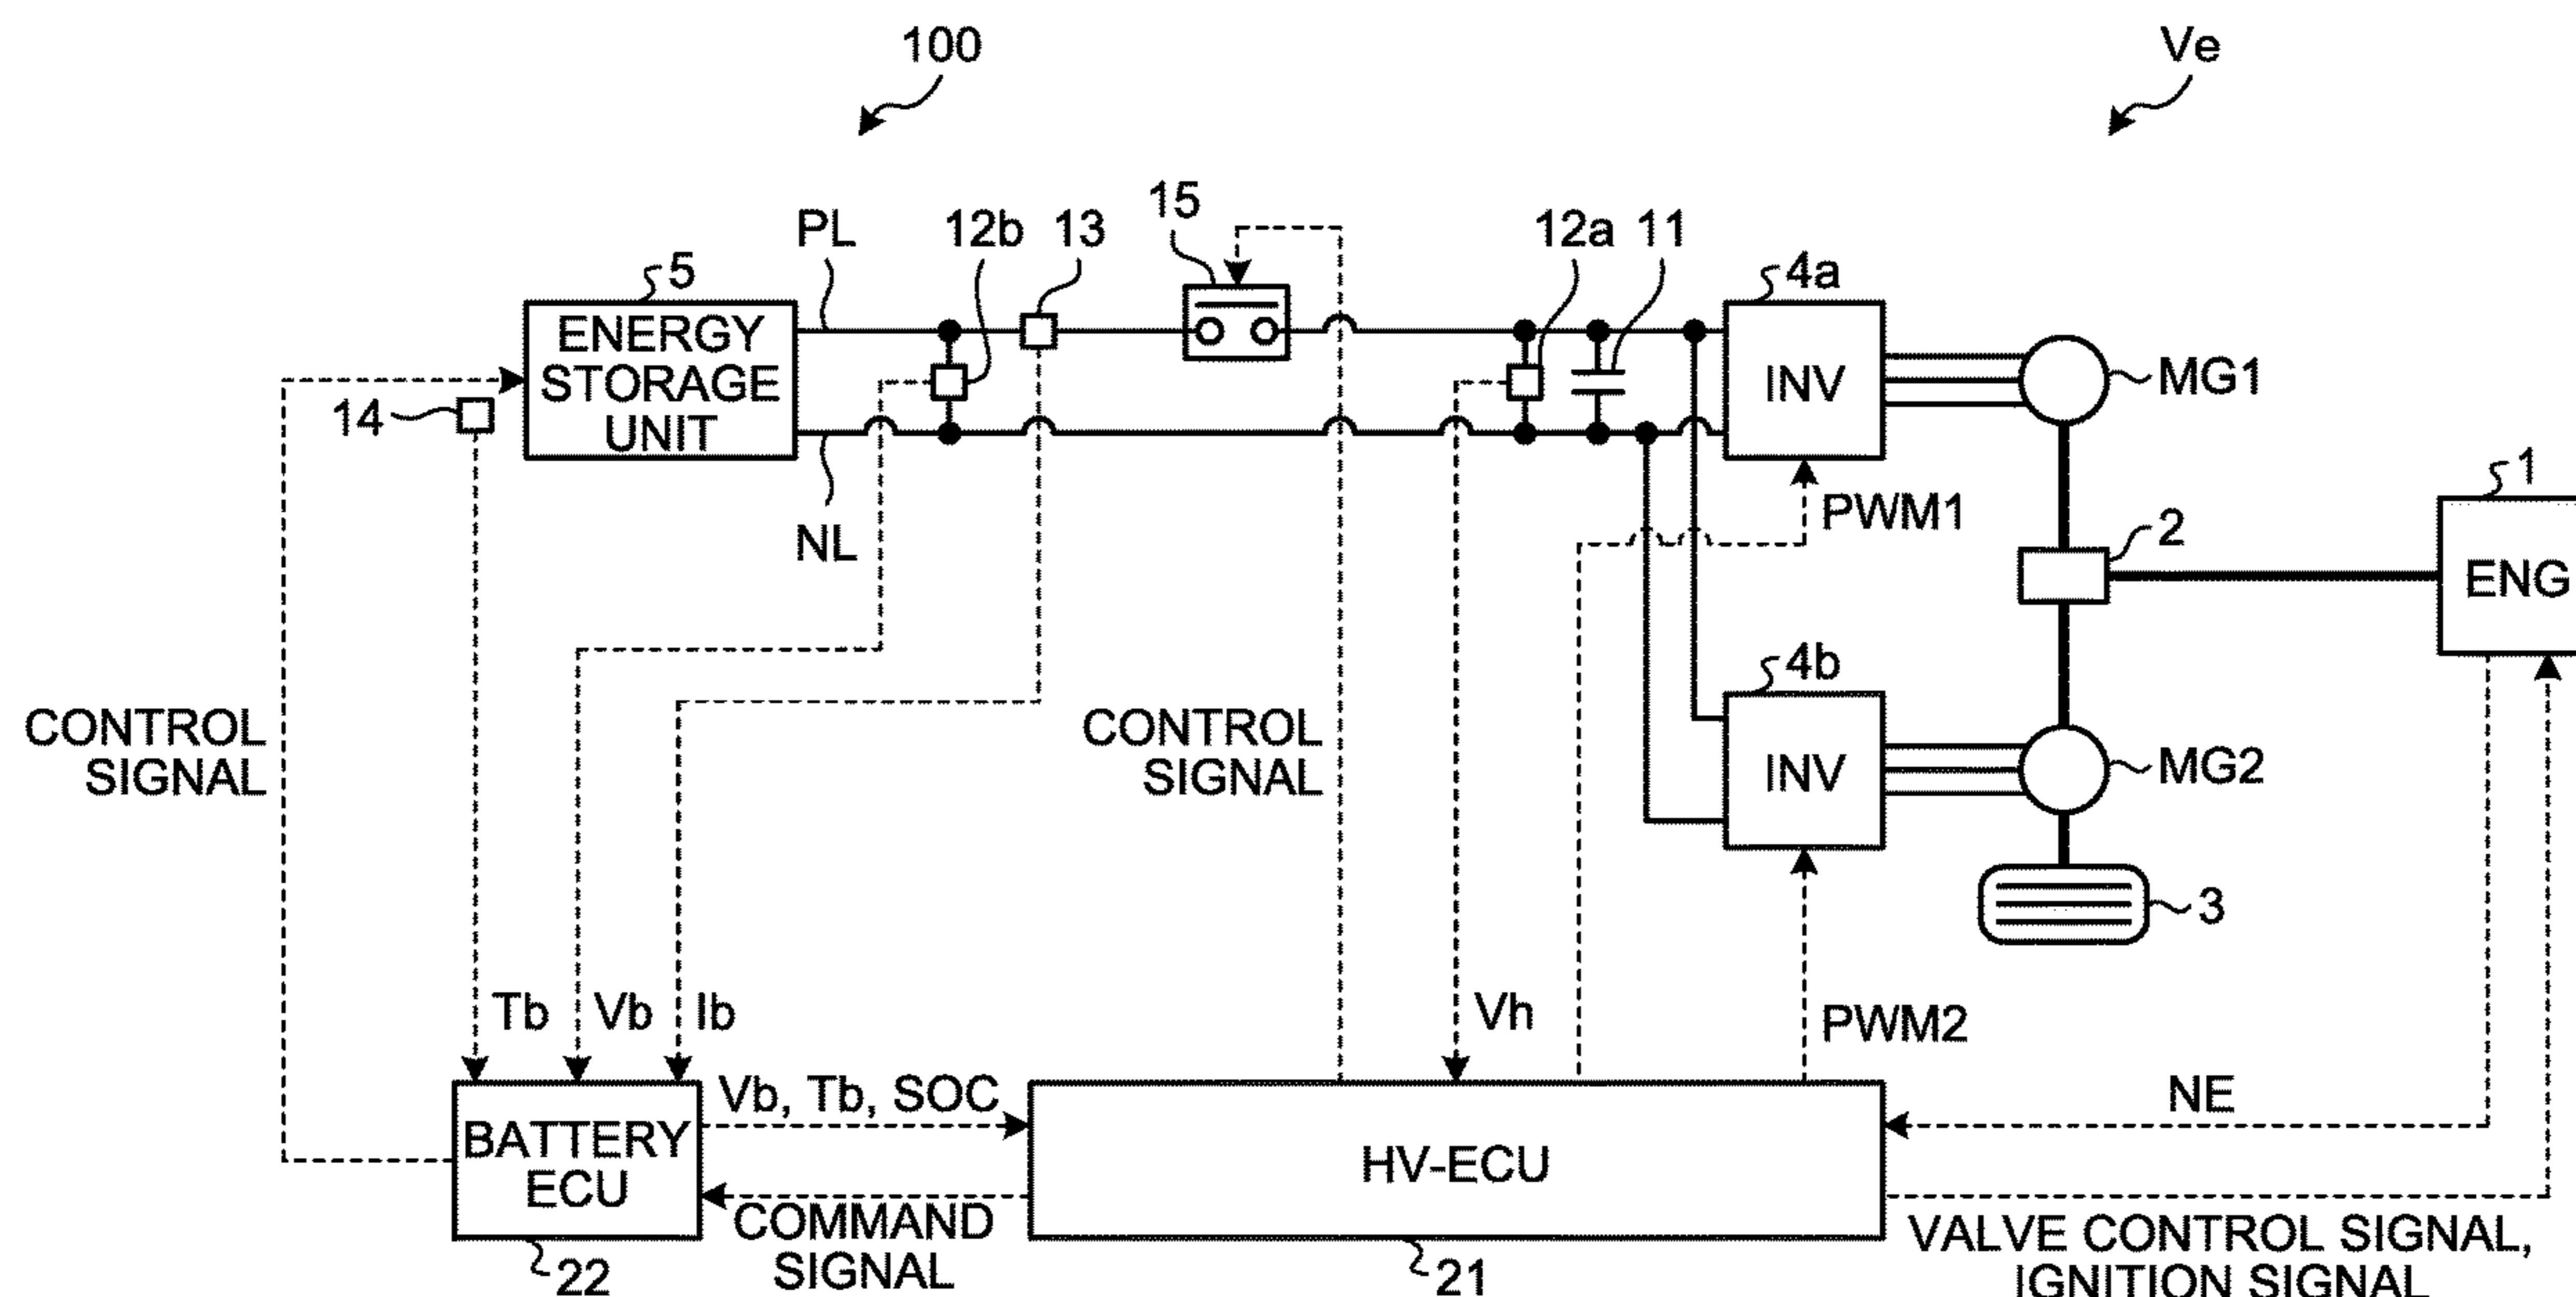 100
Ve
15
PL
12b
13
12a
11
5
4a
ENERGY
STORAGE
UNIT
INV
MG1
14
1
PWM1
2
NL
ENG
4b
CONTROL
SIGNAL
CONTROL
SIGNAL
INV
MG2
3
Tb
Vb
Ib
Vh
PWM2
Vb, Tb, SOC
NE
BATTERY
ECU
HV-ECU
COMMAND
SIGNAL
VALVE CONTROL SIGNAL,
IGNITION SIGNAL
22
21